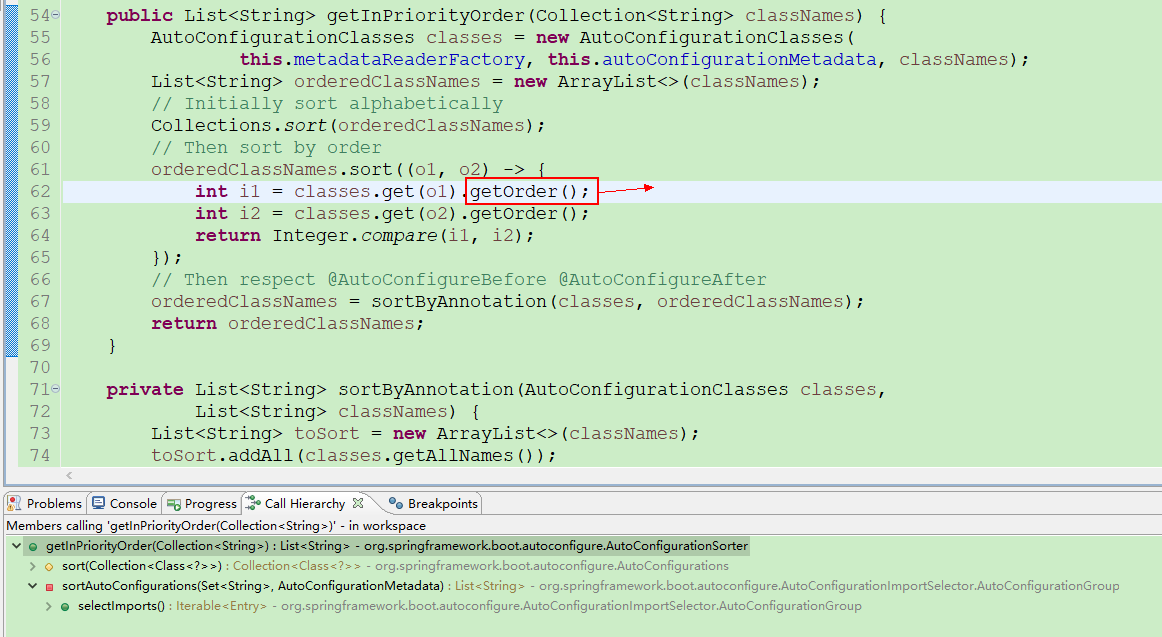 54 public List<String> getInPriorityOrder(Collection<String> classNames) {
55 AutoConfigurationClasses classes = new AutoConfigurationClasses(
56 this.metadataReaderFactory, this.autoConfigurationMetadata, classNames);
57 List<String> orderedClassNames = new ArrayList<>(classNames);
58 // Initially sort alphabetically
59 Collections.sort(orderedClassNames);
60 // Then sort by order
61 orderedClassNames.sort((o1, o2) -> {
62 int i1 = classes.get(o1).getOrder();
63 int i2 = classes.get(o2).getOrder();
64 return Integer.compare(i1, i2);
65 });
66 // Then respect @AutoConfigureBefore @AutoConfigureAfter
67 orderedClassNames = sortByAnnotation(classes, orderedClassNames);
68 return orderedClassNames;
69 }
70
71 private List<String> sortByAnnotation(AutoConfigurationClasses classes,
72 List<String> classNames) {
73 List<String> toSort = new ArrayList<>(classNames);
74 toSort.addAll(classes.getAllNames());
Problems Console Progress Call Hierarchy Breakpoints
Members calling 'getInPriorityOrder(Collection<String>)' - in workspace
getInPriorityOrder(Collection<String>) : List<String> - org.springframework.boot.autoconfigure.AutoConfigurationSorter
sort(Collection<Class<?>>) : Collection<Class<?>> - org.springframework.boot.autoconfigure.AutoConfigurations
sortAutoConfigurations(Set<String>, AutoConfigurationMetadata) : List<String> - org.springframework.boot.autoconfigure.AutoConfigurationImportSelector.AutoConfigurationGroup
selectImports() : Iterable<Entry> - org.springframework.boot.autoconfigure.AutoConfigurationImportSelector.AutoConfigurationGroup